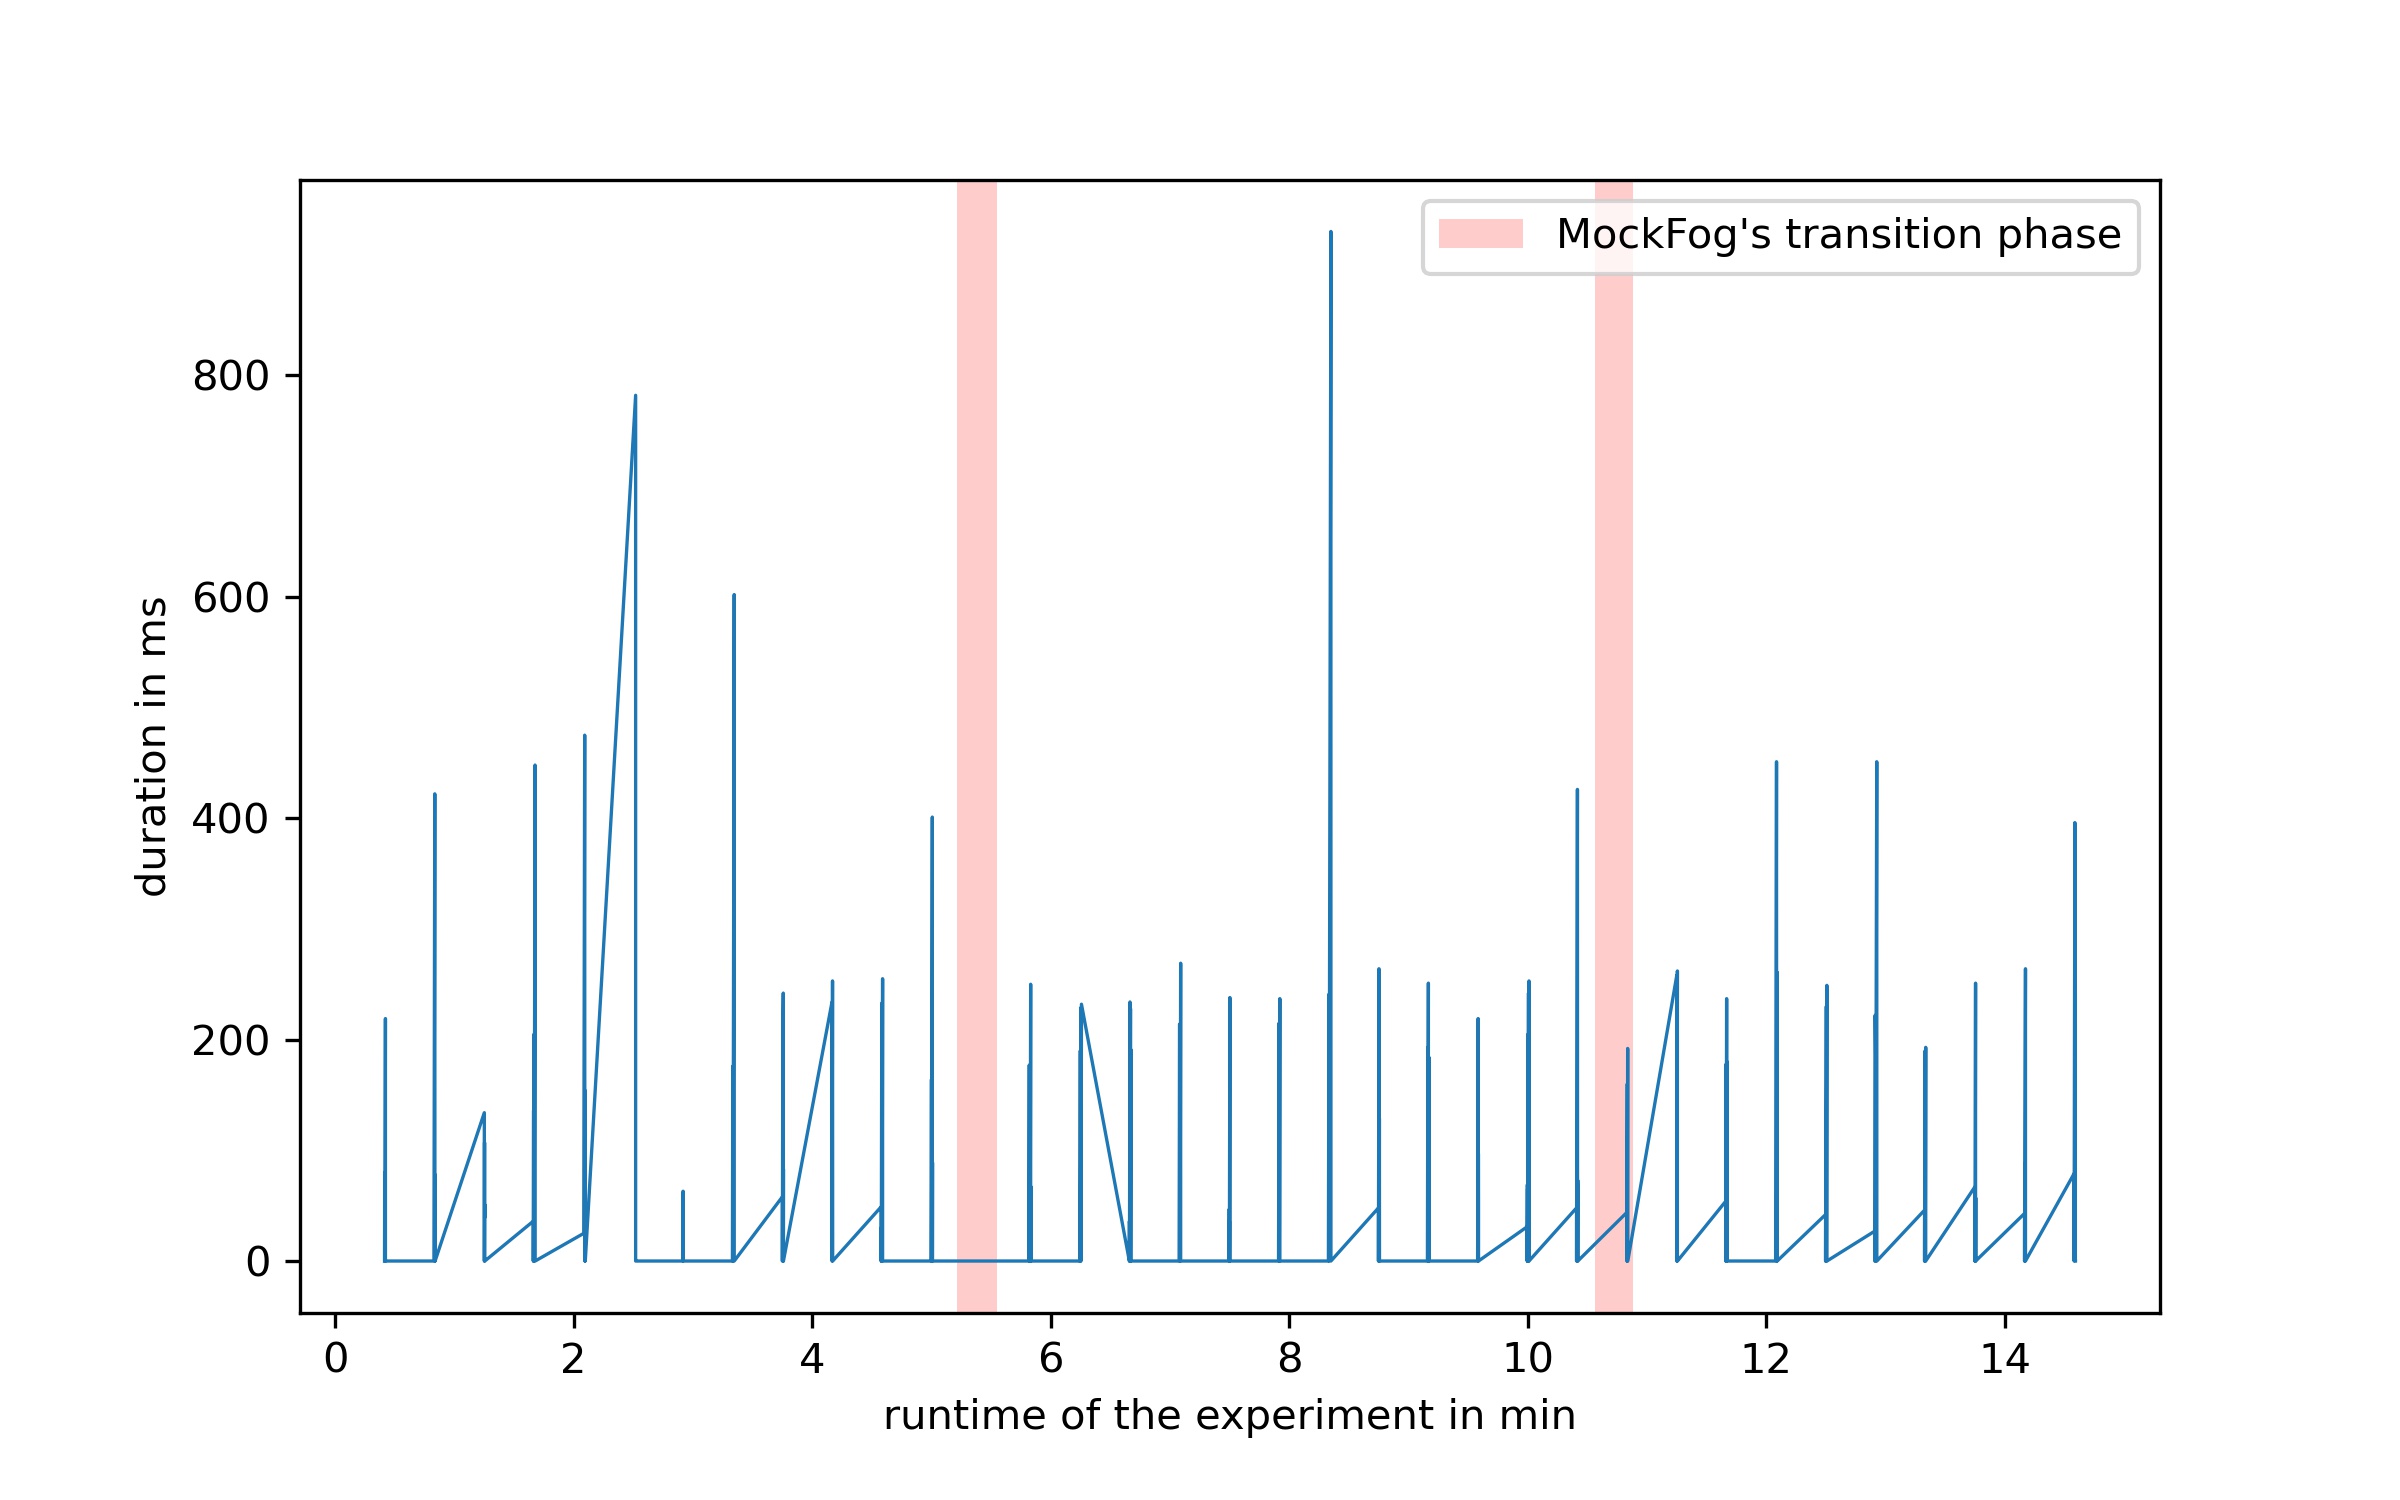 MockFog's transition phase
800
600
400
200
0
duration in ms
0 2 4 6 8 10 12 14
runtime of the experiment in min